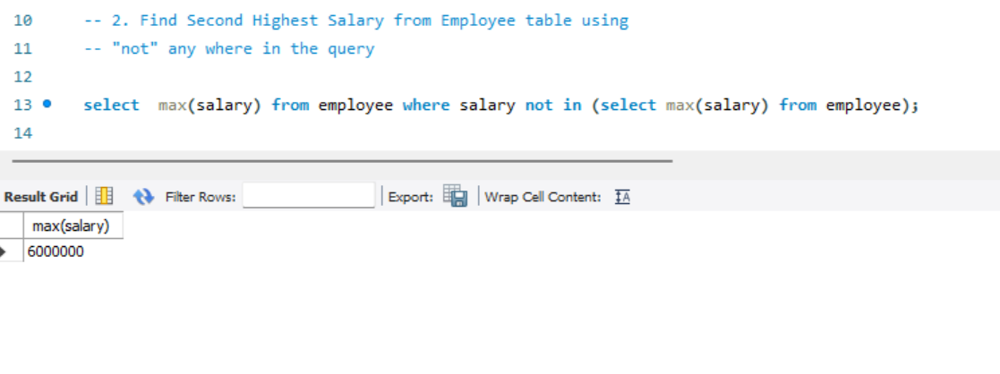 10 -- 2. Find Second Highest Salary from Employee table using
11 -- "not" any where in the query
12
13 select  max(salary) from employee where salary not in (select max(salary) from employee);
14
Result Grid Filter Rows: Export: Wrap Cell Content: IA
max(salary)
6000000